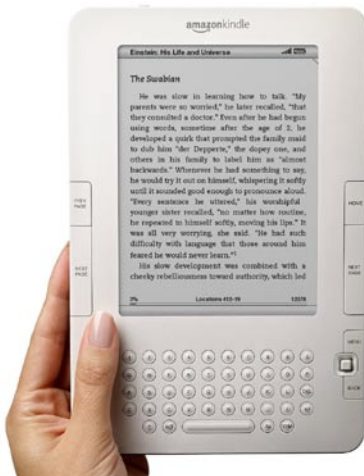 amazonkindle
Einstein: His Life and Universe
The Swabian
He was slow in learning how to talk. "My
parents were so worried," he later recalled, "that
they consulted a doctor." Even after he had begun
using words, sometime after the age of 2, he
developed a quirk that prompted the family maid
to dub him "der Depperte," the dopey one, and
others in his family to label him as "almost
backwards." Whenever he had something to say,
he would try it out on himself, whispering it softly
until it sounded good enough to pronounce aloud.
"Every sentence he uttered," his worshipful
younger sister recalled, "no matter how routine,
he repeated to himself softly, moving his lips." It
was all very worrying, she said. "He had such
difficulty with language that those around him
feared he would never learn."¹
His slow development was combined with a
cheeky rebelliousness toward authority, which led
PREV
PAGE
HOME
NEXT
PAGE
NEXT
PAGE
MENU
BACK